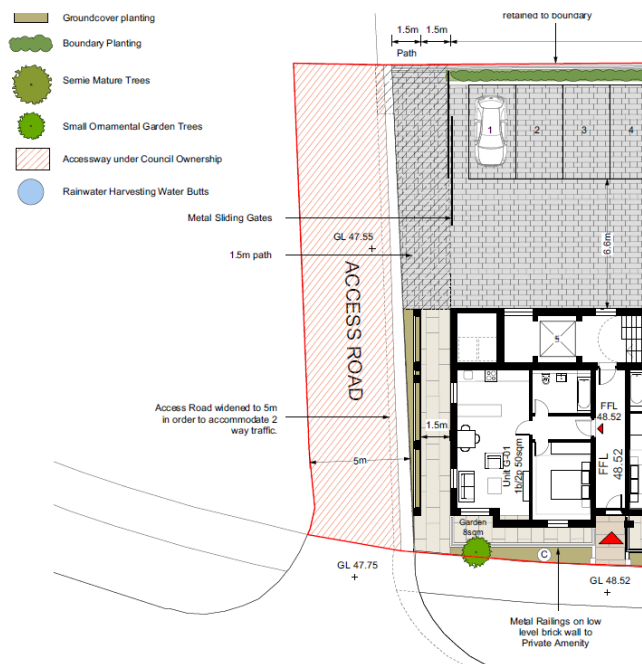 Groundcover planting
Boundary Planting
Semie Mature Trees
Small Ornamental Garden Trees
Accessway under Council Ownership
Rainwater Harvesting Water Butts
retained to boundary
1.5m 1.5m
Path
1 2 3 4
Metal Sliding Gates
GL 47.55
1.5m path
6.6m
ACCESS ROAD
5
Access Road widened to 5m
in order to accommodate 2
way traffic.
FFL
48.52
FFL
48.52
1.5m
Unit G-01
1b/2p 50sqm
5m
Garden
8sqm
C
GL 47.75
GL 48.52
Metal Railings on low
level brick wall to
Private Amenity